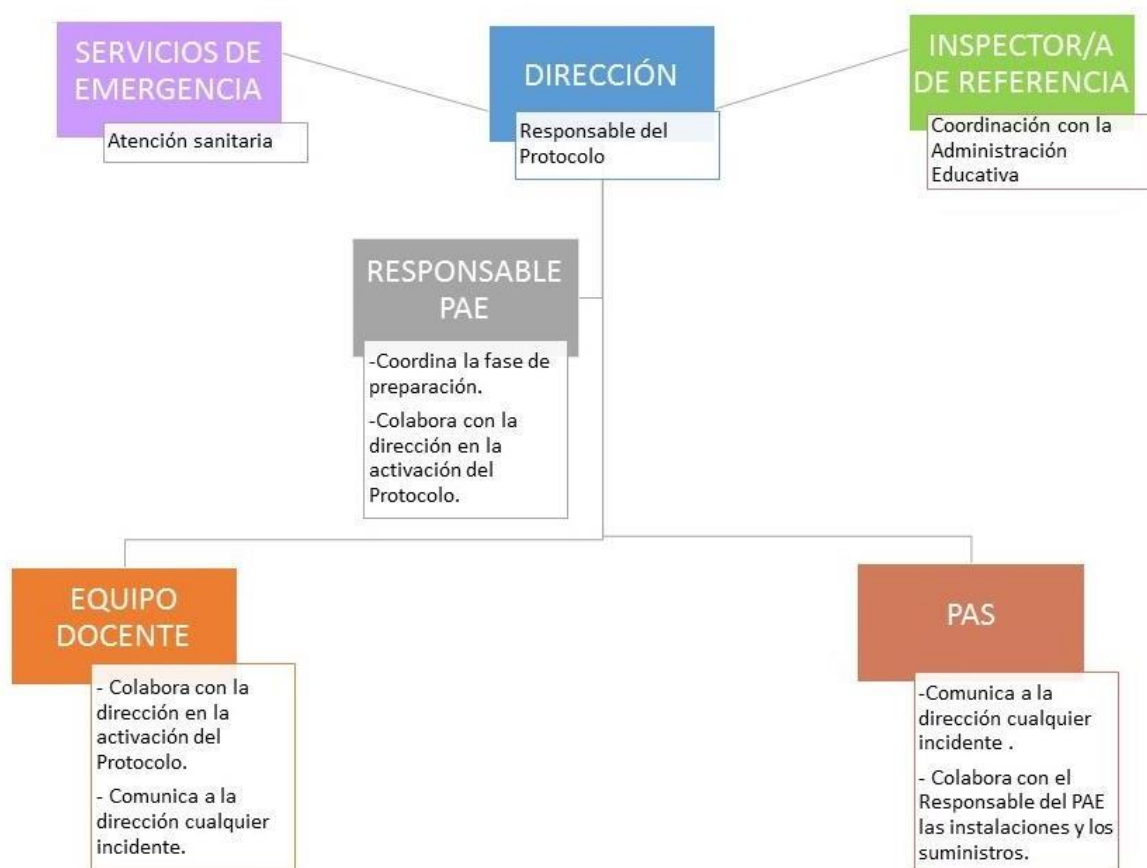 SERVICIOS DE
EMERGENCIA
Atención sanitaria
DIRECCIÓN
Responsable del
Protocolo
INSPECTOR/A
DE REFERENCIA
Coordinación con la
Administración
Educativa
RESPONSABLE
PAE
-Coordina la fase de
preparación.
-Colabora con la
dirección en la
activación del
Protocolo.
EQUIPO
DOCENTE
- Colabora con la
dirección en la
activación del
Protocolo.
- Comunica a la
dirección cualquier
incidente.
PAS
-Comunica a la
dirección cualquier
incidente .
- Colabora con el
Responsable del PAE
las instalaciones y los
suministros.